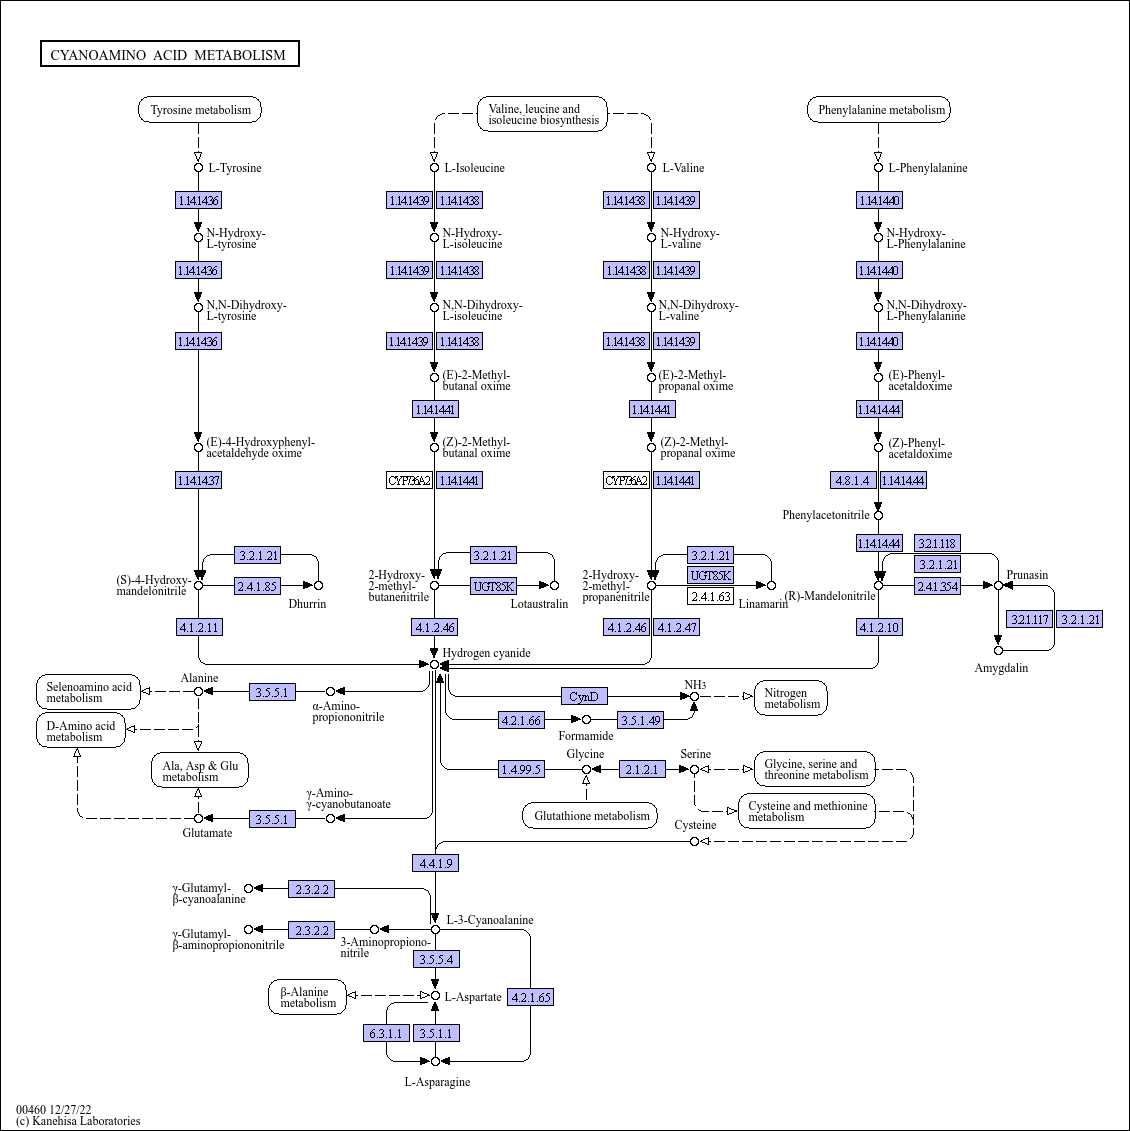 CYANOAMINO ACID METABOLISM
Tyrosine metabolism
Valine, leucine and
isoleucine biosynthesis
Phenylalanine metabolism
L-Tyrosine
L-Isoleucine
L-Valine
L-Phenylalanine
1.14.14.36
1.14.14.39
1.14.14.38
1.14.14.38
1.14.14.39
1.14.14.40
N-Hydroxy-
L-tyrosine
N-Hydroxy-
L-isoleucine
N-Hydroxy-
L-valine
N-Hydroxy-
L-Phenylalanine
1.14.14.36
1.14.14.39
1.14.14.38
1.14.14.38
1.14.14.39
1.14.14.40
N,N-Dihydroxy-
L-tyrosine
N,N-Dihydroxy-
L-isoleucine
N,N-Dihydroxy-
L-valine
N,N-Dihydroxy-
L-Phenylalanine
1.14.14.36
1.14.14.39
1.14.14.38
1.14.14.38
1.14.14.39
1.14.14.40
(E)-2-Methyl-
butanal oxime
(E)-2-Methyl-
propanal oxime
(E)-Phenyl-
acetaldoxime
1.14.14.41
1.14.14.41
1.14.14.44
(E)-4-Hydroxyphenyl-
acetaldehyde oxime
(Z)-2-Methyl-
butanal oxime
(Z)-2-Methyl-
propanal oxime
(Z)-Phenyl-
acetaldoxime
1.14.14.37
CYP736A2
1.14.14.41
CYP736A2
1.14.14.41
4.8.1.4
1.14.14.44
Phenylacetonitrile
1.14.14.44
3.2.1.118
3.2.1.21
3.2.1.21
3.2.1.21
3.2.1.21
(S)-4-Hydroxy-
mandelonitrile
2.4.1.85
Dhurrin
2-Hydroxy-
2-methyl-
butanenitrile
UGT85K
Lotaustralin
2-Hydroxy-
2-methyl-
propanenitrile
UGT85K
2.4.1.63
Linamarin
(R)-Mandelonitrile
2.4.1.354
Prunasin
4.1.2.11
4.1.2.46
4.1.2.46
4.1.2.47
4.1.2.10
3.2.1.117
3.2.1.21
Hydrogen cyanide
Amygdalin
Selenoamino acid
metabolism
Alanine
3.5.5.1
α-Amino-
propiononitrile
CynD
NH3
Nitrogen
metabolism
D-Amino acid
metabolism
4.2.1.66
Formamide
3.5.1.49
Ala, Asp & Glu
metabolism
1.4.99.5
Glycine
2.1.2.1
Serine
Glycine, serine and
threonine metabolism
γ-Amino-
γ-cyanobutanoate
Glutathione metabolism
Cysteine and methionine
metabolism
Glutamate
3.5.5.1
Cysteine
4.4.1.9
γ-Glutamyl-
β-cyanoalanine
2.3.2.2
L-3-Cyanoalanine
γ-Glutamyl-
β-aminopropiononitrile
2.3.2.2
3-Aminopropiono-
nitrile
3.5.5.4
β-Alanine
metabolism
L-Aspartate
4.2.1.65
6.3.1.1
3.5.1.1
L-Asparagine
00460 12/27/22
(c) Kanehisa Laboratories